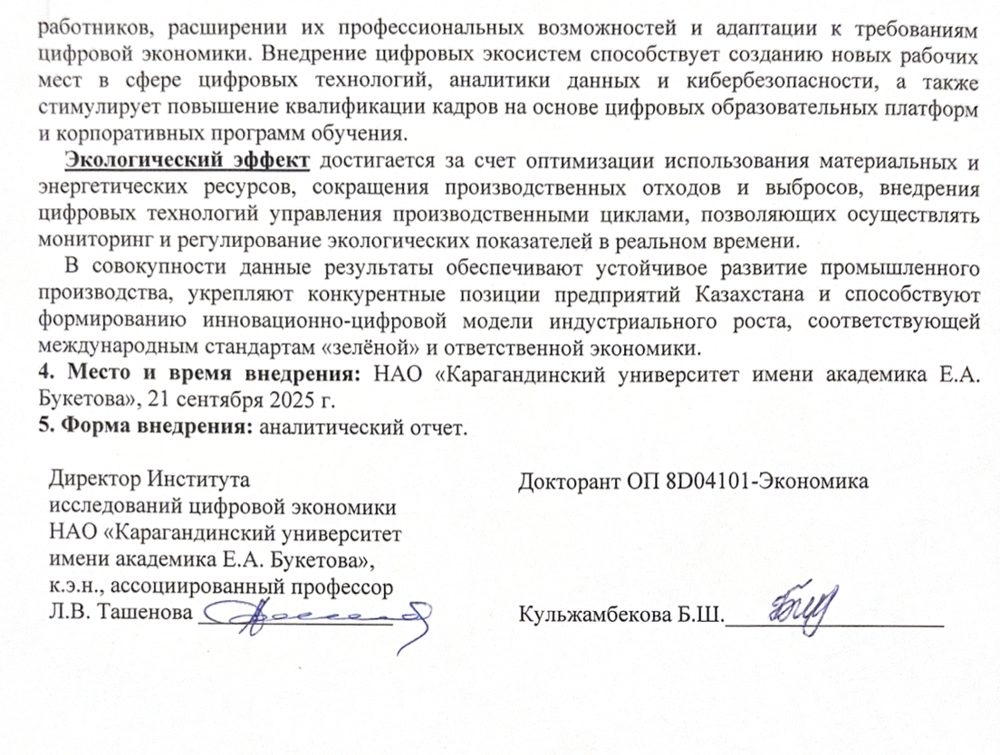 работников, расширении их профессиональных возможностей и адаптации к требованиям
цифровой экономики. Внедрение цифровых экосистем способствует созданию новых рабочих
мест в сфере цифровых технологий, аналитики данных и кибербезопасности, а также
стимулирует повышение квалификации кадров на основе цифровых образовательных платформ
и корпоративных программ обучения.
Экологический эффект достигается за счет оптимизации использования материальных и
энергетических ресурсов, сокращения производственных отходов и выбросов, внедрения
цифровых технологий управления производственными циклами, позволяющих осуществлять
мониторинг и регулирование экологических показателей в реальном времени.
В совокупности данные результаты обеспечивают устойчивое развитие промышленного
производства, укрепляют конкурентные позиции предприятий Казахстана и способствуют
формированию инновационно-цифровой модели индустриального роста, соответствующей
международным стандартам «зелёной» и ответственной экономики.
4. Место и время внедрения: НАО «Карагандинский университет имени академика Е.А.
Букетова», 21 сентября 2025 г.
5. Форма внедрения: аналитический отчет.
Директор Института
исследований цифровой экономики
НАО «Карагандинский университет
имени академика Е.А. Букетова»,
к.э.н., ассоциированный профессор
Л.В. Ташенова
Докторант ОП 8D04101-Экономика
Кульжамбекова Б.Ш.